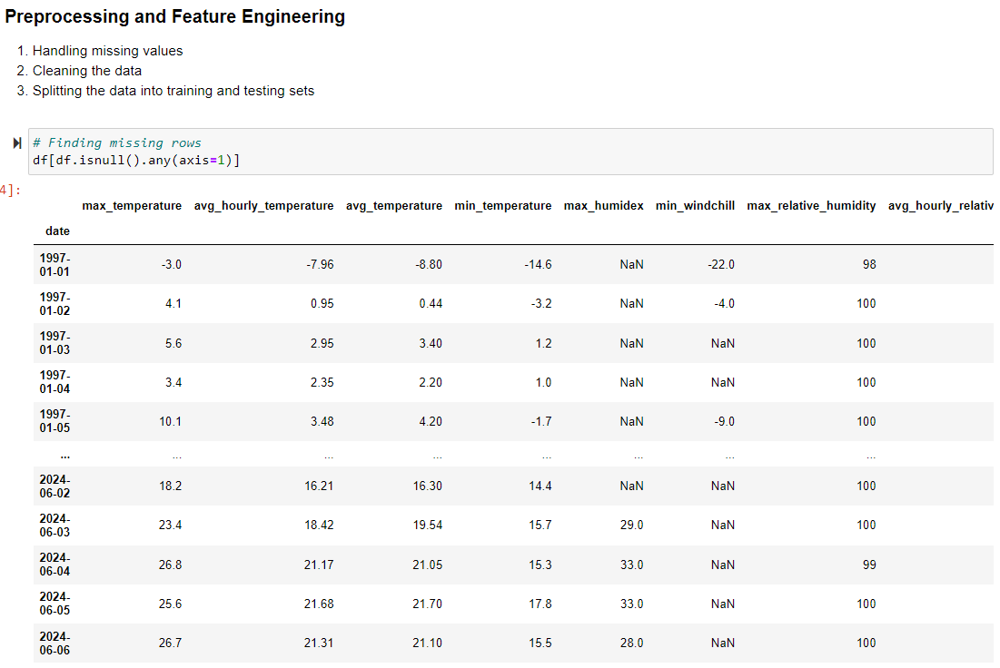 Preprocessing and Feature Engineering
1. Handling missing values
2. Cleaning the data
3. Splitting the data into training and testing sets
# Finding missing rows
df[df.isnull().any(axis=1)]
4]:
max_temperature avg_hourly_temperature avg_temperature min_temperature max_humidex min_windchill max_relative_humidity avg_hourly_relativ
date
1997-
01-01 -3.0 -7.96 -8.80 -14.6 NaN -22.0 98
1997-
01-02 4.1 0.95 0.44 -3.2 NaN -4.0 100
1997-
01-03 5.6 2.95 3.40 1.2 NaN NaN 100
1997-
01-04 3.4 2.35 2.20 1.0 NaN NaN 100
1997-
01-05 10.1 3.48 4.20 -1.7 NaN -9.0 100
... ... ... ... ... ... ... ...
2024-
06-02 18.2 16.21 16.30 14.4 NaN NaN 100
2024-
06-03 23.4 18.42 19.54 15.7 29.0 NaN 100
2024-
06-04 26.8 21.17 21.05 15.3 33.0 NaN 99
2024-
06-05 25.6 21.68 21.70 17.8 33.0 NaN 100
2024-
06-06 26.7 21.31 21.10 15.5 28.0 NaN 100